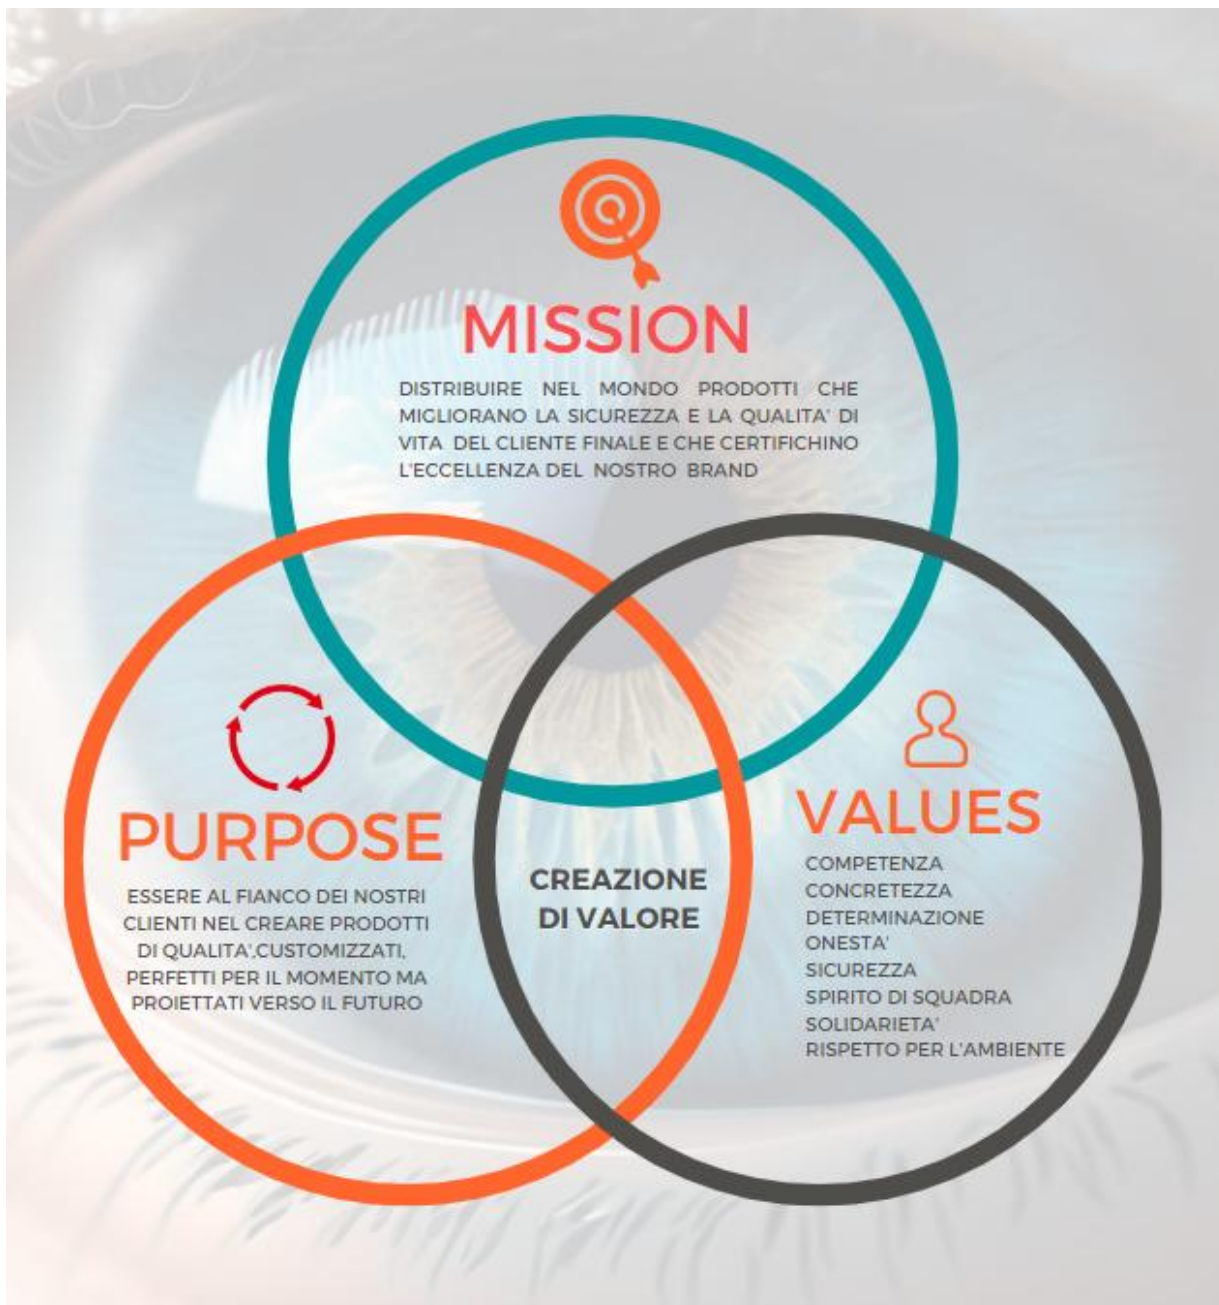 MISSION
DISTRIBUIRE NEL MONDO PRODOTTI CHE
MIGLIORANO LA SICUREZZA E LA QUALITA' DI
VITA DEL CLIENTE FINALE E CHE CERTIFICHINO
L'ECCELLENZA DEL NOSTRO BRAND
PURPOSE
ESSERE AL FIANCO DEI NOSTRI
CLIENTI NEL CREARE PRODOTTI
DI QUALITA',CUSTOMIZZATI,
PERFETTI PER IL MOMENTO MA
PROIETTATI VERSO IL FUTURO
CREAZIONE
DI VALORE
VALUES
COMPETENZA
CONCRETEZZA
DETERMINAZIONE
ONESTA'
SICUREZZA
SPIRITO DI SQUADRA
SOLIDARIETA'
RISPETTO PER L'AMBIENTE